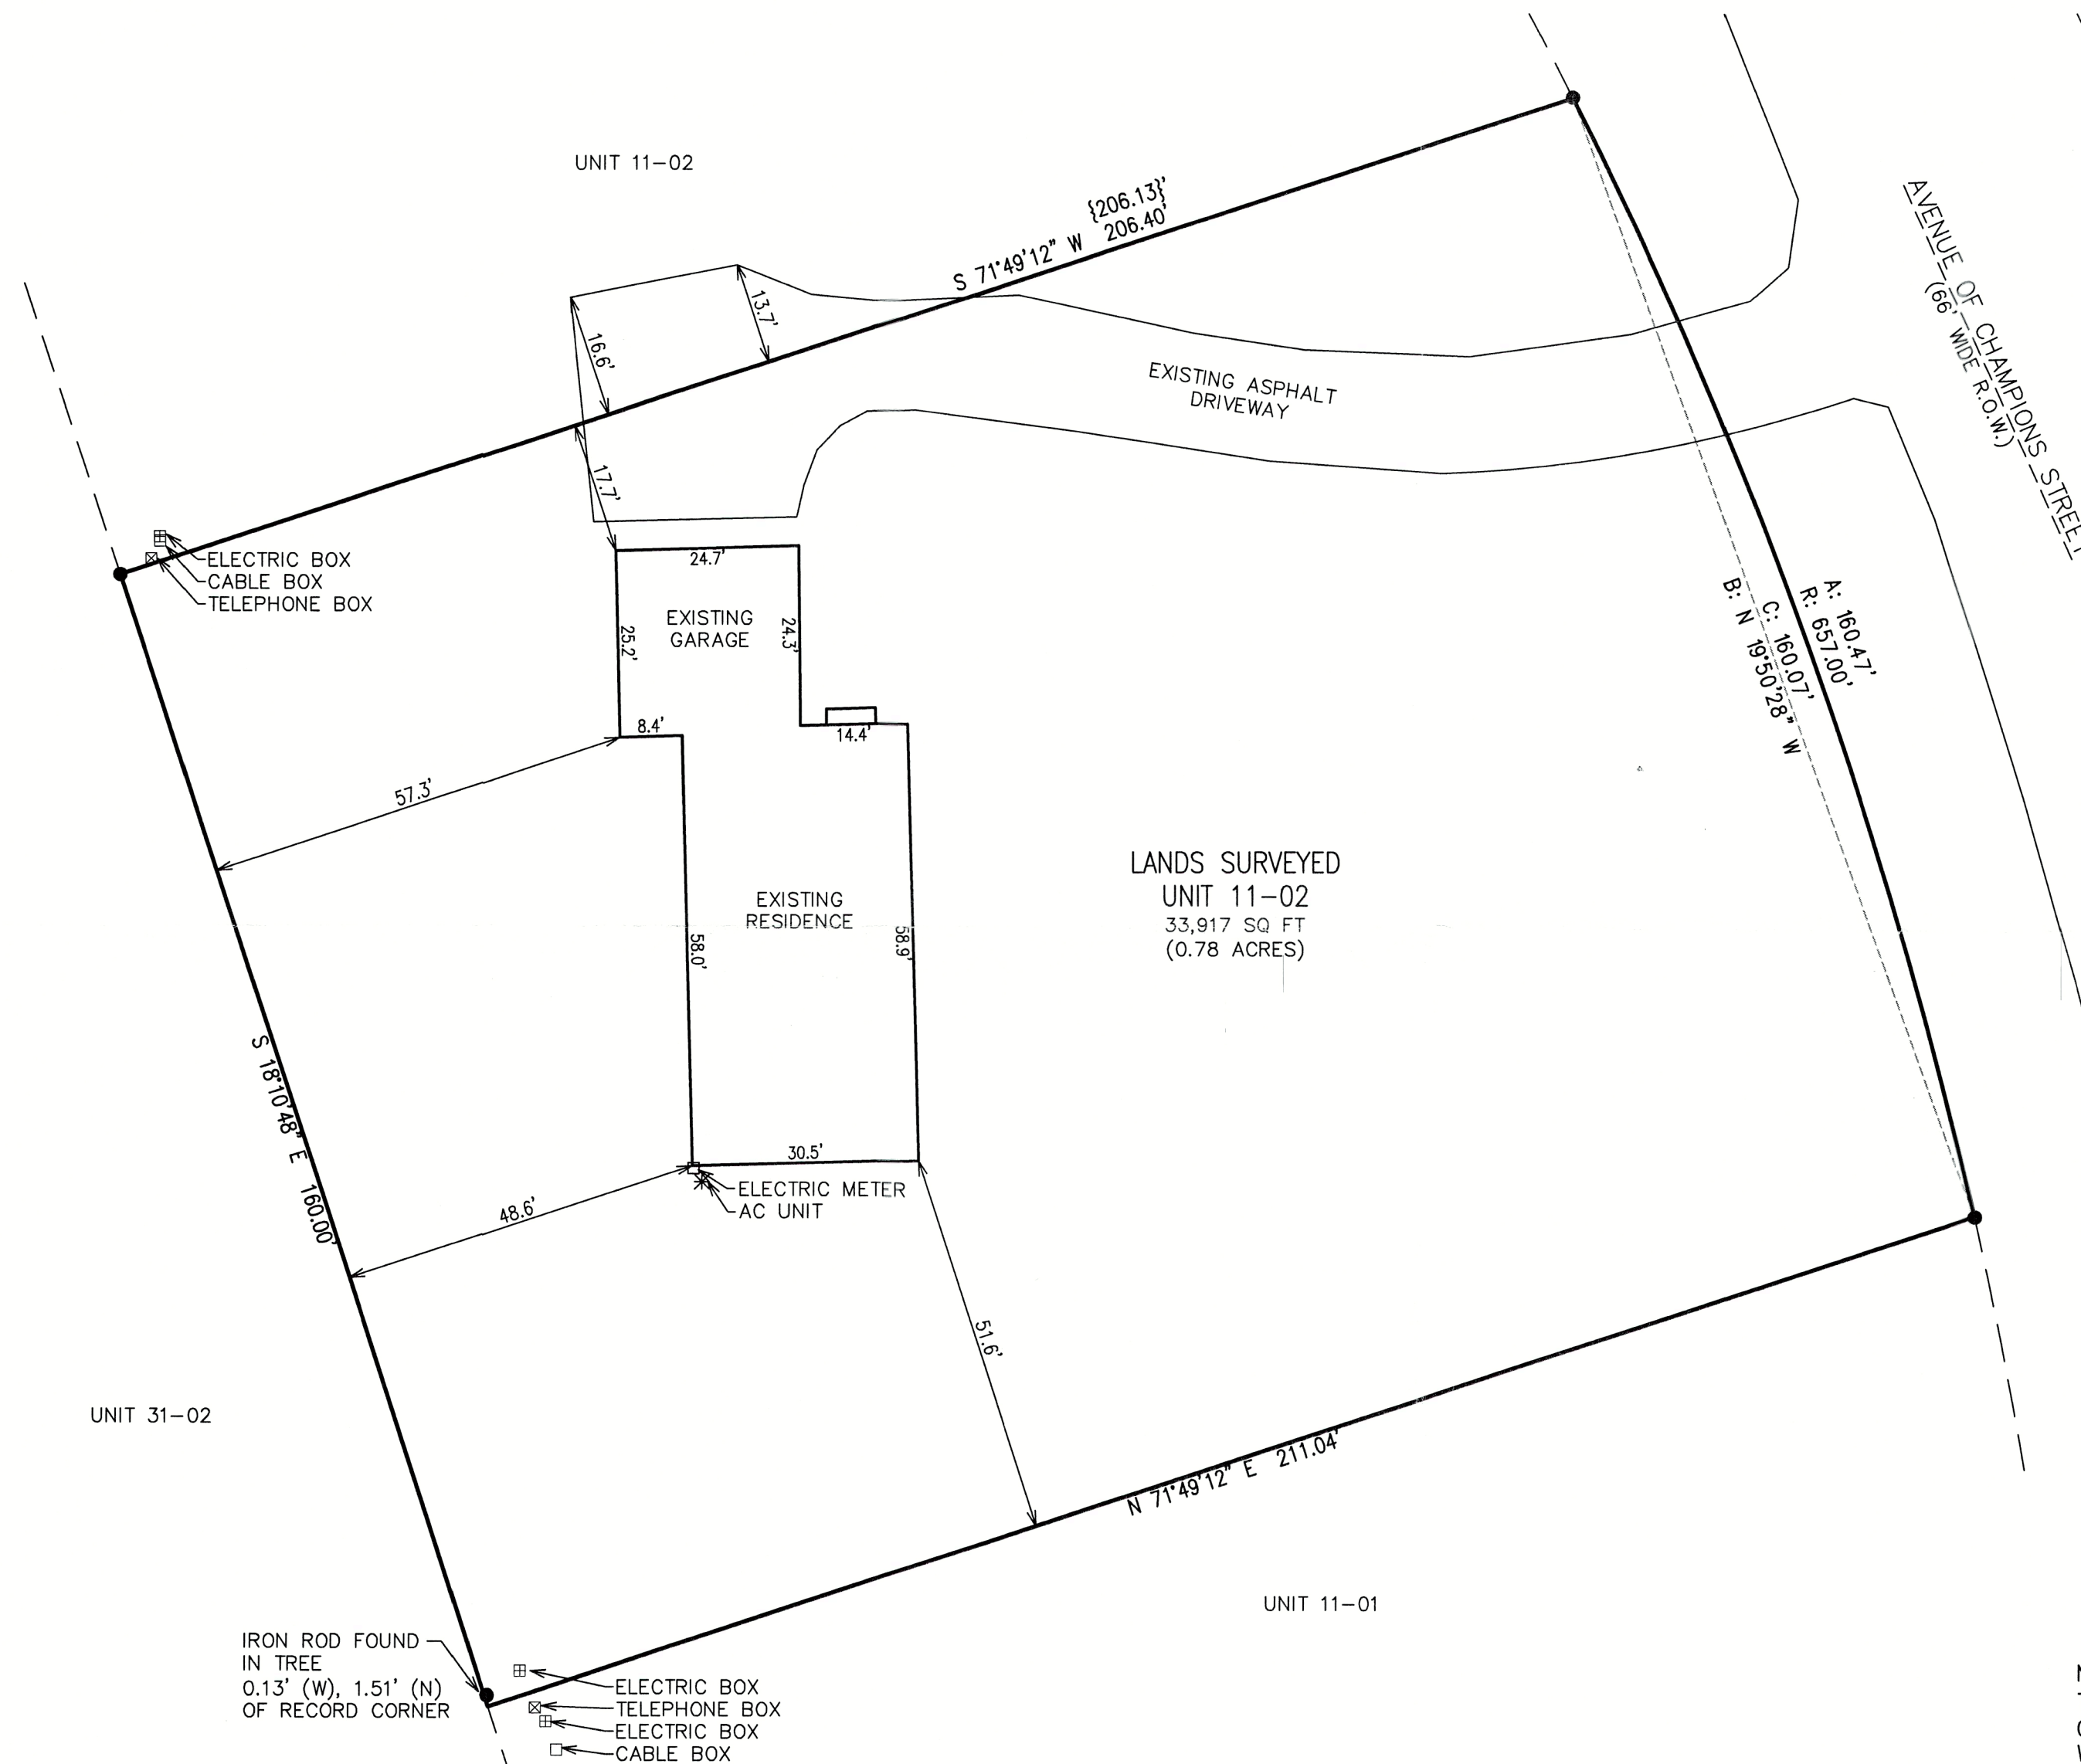 UNIT 11-02
{206.13}'
S 71°49'12" W 206.40'
13.7'
16.6'
17.7'
EXISTING ASPHALT
DRIVEWAY
AVENUE OF CHAMPIONS STREET
(66' WIDE R.O.W.)
ELECTRIC BOX
CABLE BOX
TELEPHONE BOX
24.7'
EXISTING
GARAGE
25.2'
24.3'
8.4'
14.4'
57.3'
A: 160.47'
R: 657.00'
C: 160.07'
B: N 19°50'28" W
LANDS SURVEYED
UNIT 11-02
33,917 SQ FT
(0.78 ACRES)
EXISTING
RESIDENCE
58.0'
58.9'
S 18°10'48" E 160.00'
30.5'
ELECTRIC METER
AC UNIT
48.6'
51.6'
UNIT 31-02
N 71°49'12" E 211.04'
UNIT 11-01
IRON ROD FOUND
IN TREE
0.13' (W), 1.51' (N)
OF RECORD CORNER
ELECTRIC BOX
TELEPHONE BOX
ELECTRIC BOX
CABLE BOX